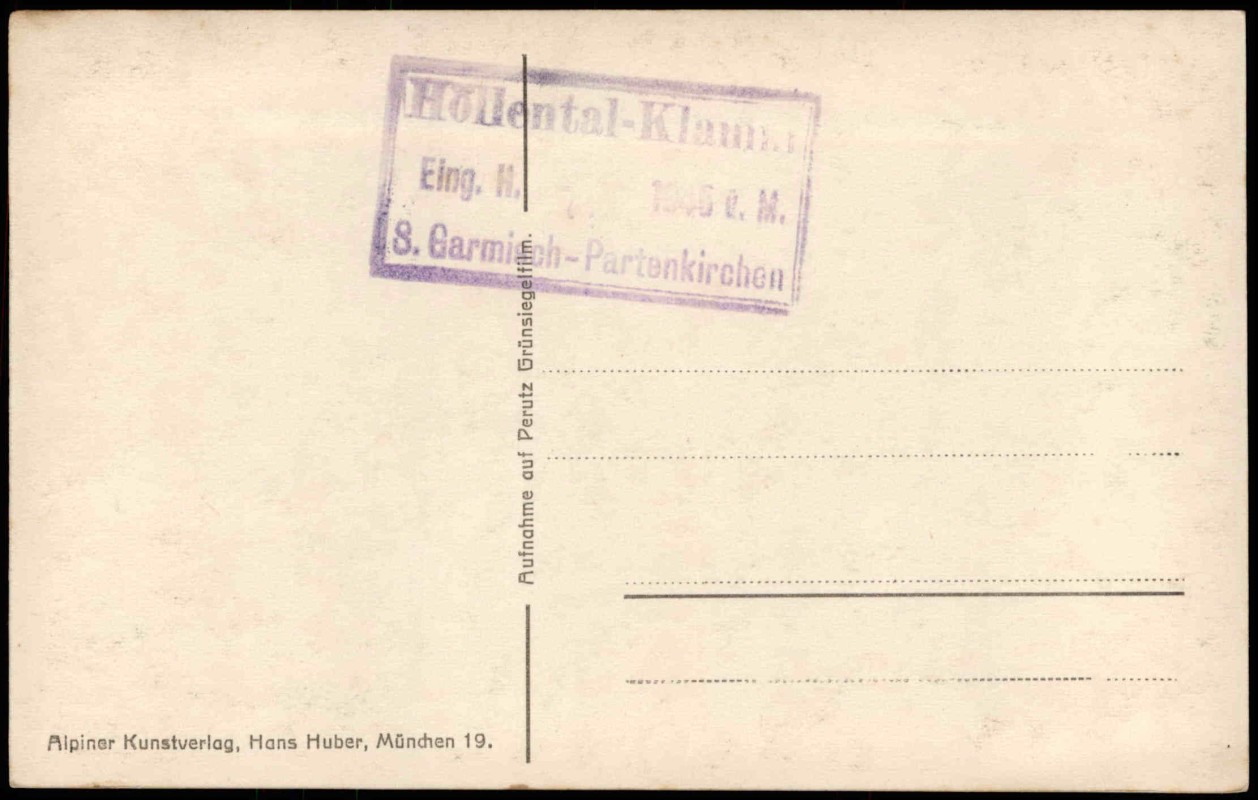 Höllental-Klamm
Eing. H. 1045 ü. M.
8. Garmisch-Partenkirchen
Aufnahme auf Perutz Grünsiegelfilm.
Alpiner Kunstverlag, Hans Huber, München 19.